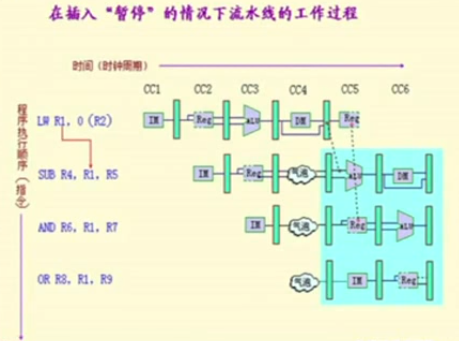 在插入“暂停”的情况下流水线的工作过程
时间（时钟周期）
CC1 CC2 CC3 CC4 CC5 CC6
程序执行顺序（指令）
LW R1, 0(R2) IM Reg ALU DM Reg
SUB R4, R1, R5 IM Reg 气泡 ALU DM
AND R6, R1, R7 IM 气泡 Reg ALU
OR R8, R1, R9 气泡 IM Reg